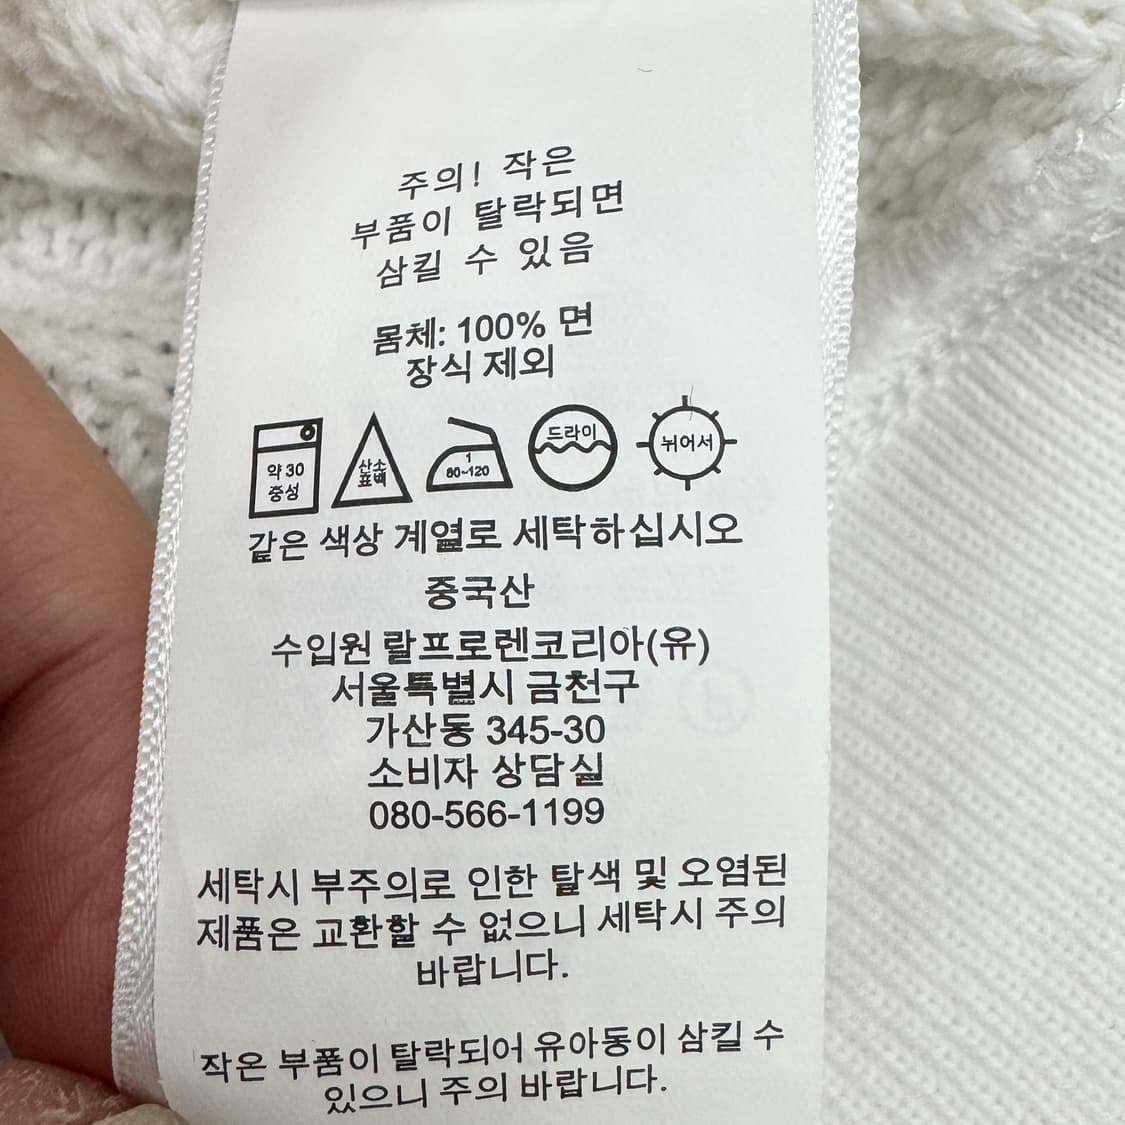 주의! 작은
부품이 탈락되면
삼킬 수 있음
몸체: 100% 면
장식 제외
약 30
중성
산소
표백
1
80~120
드라이
뉘어서
같은 색상 계열로 세탁하십시오
중국산
수입원 랄프로렌코리아(유)
서울특별시 금천구
가산동 345-30
소비자 상담실
080-566-1199
세탁시 부주의로 인한 탈색 및 오염된
제품은 교환할 수 없으니 세탁시 주의
바랍니다.
작은 부품이 탈락되어 유아동이 삼킬 수
있으니 주의 바랍니다.